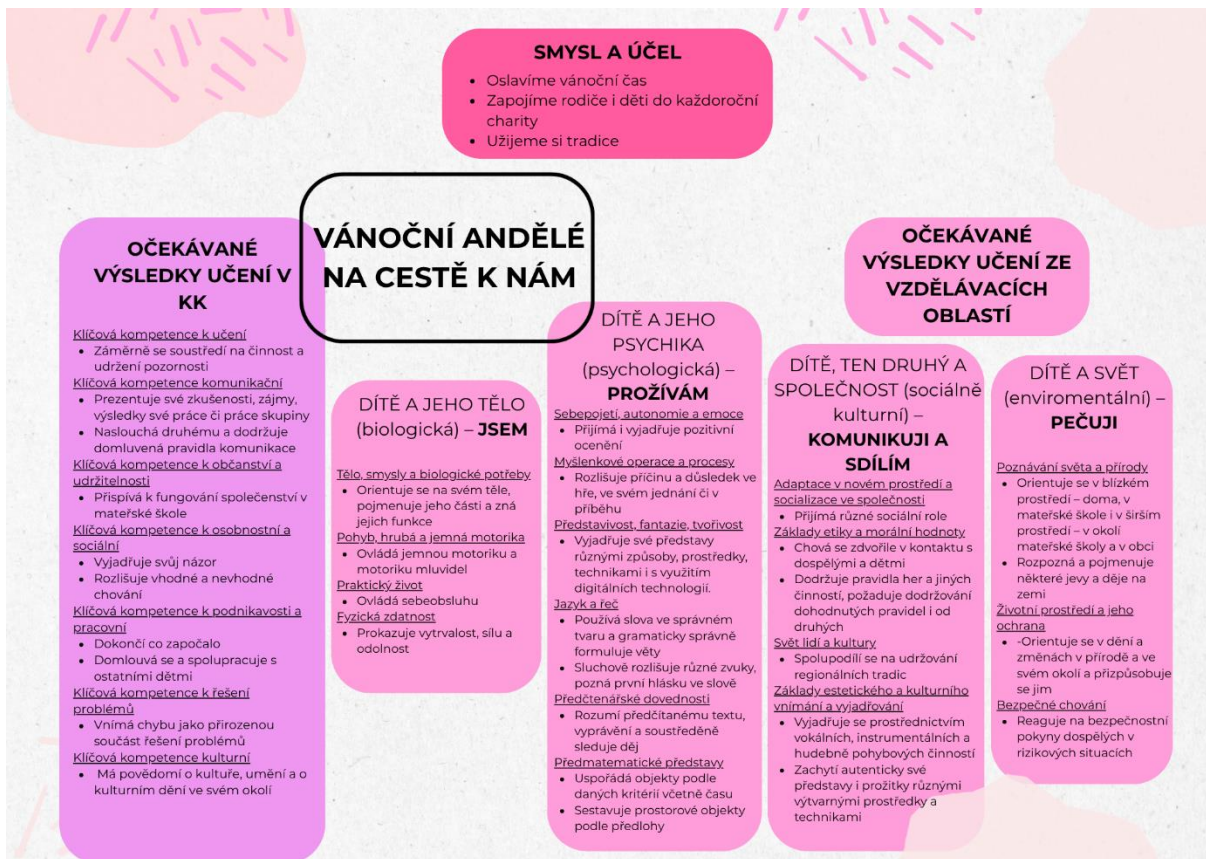 SMYSL A ÚČEL
• Oslavíme vánoční čas
• Zapojíme rodiče i děti do každoroční
charity
• Užijeme si tradice
VÁNOČNÍ ANDĚLÉ
NA CESTĚ K NÁM
OČEKÁVANÉ
VÝSLEDKY UČENÍ V
KK
Klíčová kompetence k učení
• Záměrně se soustředí na činnost a
udržení pozornosti
Klíčová kompetence komunikační
• Prezentuje své zkušenosti, zájmy,
výsledky své práce či práce skupiny
• Naslouchá druhému a dodržuje
domluvená pravidla komunikace
Klíčová kompetence k občanství a
udržitelnosti
• Přispívá k fungování společenství v
mateřské škole
Klíčová kompetence k osobnostní a
sociální
• Vyjadřuje svůj názor
• Rozlišuje vhodné a nevhodné
chování
Klíčová kompetence k podnikavosti a
pracovní
• Dokončí co započalo
• Domlouvá se a spolupracuje s
ostatními dětmi
Klíčová kompetence k řešení
problémů
• Vnímá chybu jako přirozenou
součást řešení problémů
Klíčová kompetence kulturní
• Má povědomí o kultuře, umění a o
kulturním dění ve svém okolí
OČEKÁVANÉ
VÝSLEDKY UČENÍ ZE
VZDĚLÁVACÍCH
OBLASTÍ
DÍTĚ A JEHO TĚLO
(biologická) – JSEM
Tělo, smysly a biologické potřeby
• Orientuje se na svém těle,
pojmenuje jeho části a zná
jejich funkce
Pohyb, hrubá a jemná motorika
• Ovládá jemnou motoriku a
motoriku mluvidel
Praktický život
• Ovládá sebeobsluhu
Fyzická zdatnost
• Prokazuje vytrvalost, sílu a
odolnost
DÍTĚ A JEHO
PSYCHIKA
(psychologická) –
PROŽÍVÁM
Sebepojetí, autonomie a emoce
• Přijímá i vyjadřuje pozitivní
ocenění
Myšlenkové operace a procesy
• Rozlišuje příčinu a důsledek ve
hře, ve svém jednání či v
příběhu
Představivost, fantazie, tvořivost
• Vyjadřuje své představy
různými způsoby, prostředky,
technikami i s využitím
digitálních technologií.
Jazyk a řeč
• Používá slova ve správném
tvaru a gramaticky správně
formuluje věty
• Sluchově rozlišuje různé zvuky,
pozná první hlásku ve slově
Předčtenářské dovednosti
• Rozumí předčítanému textu,
vyprávění a soustředěně
sleduje děj
Předmatematické představy
• Uspořádá objekty podle
daných kritérií včetně času
• Sestavuje prostorové objekty
podle předlohy
DÍTĚ, TEN DRUHÝ A
SPOLEČNOST (sociálně
kulturní) –
KOMUNIKUJI A
SDÍLÍM
Adaptace v novém prostředí a
socializace ve společnosti
• Přijímá různé sociální role
Základy etiky a morální hodnoty
• Chová se zdvořile v kontaktu s
dospělými a dětmi
• Dodržuje pravidla her a jiných
činností, požaduje dodržování
dohodnutých pravidel i od
druhých
Svět lidí a kultury
• Spolupodílí se na udržování
regionálních tradic
Základy estetického a kulturního
vnímání a vyjadřování
• Vyjadřuje se prostřednictvím
vokálních, instrumentálních a
hudebně pohybových činností
• Zachytí autenticky své
představy i prožitky různými
výtvarnými prostředky a
technikami
DÍTĚ A SVĚT
(enviromentální) –
PEČUJI
Poznávání světa a přírody
• Orientuje se v blízkém
prostředí – doma, v
mateřské škole i v širším
prostředí – v okolí
mateřské školy a v obci
• Rozpozná a pojmenuje
některé jevy a děje na
zemi
Životní prostředí a jeho
ochrana
• -Orientuje se v dění a
změnách v přírodě a ve
svém okolí a přizpůsobuje
se jim
Bezpečné chování
• Reaguje na bezpečnostní
pokyny dospělých v
rizikových situacích